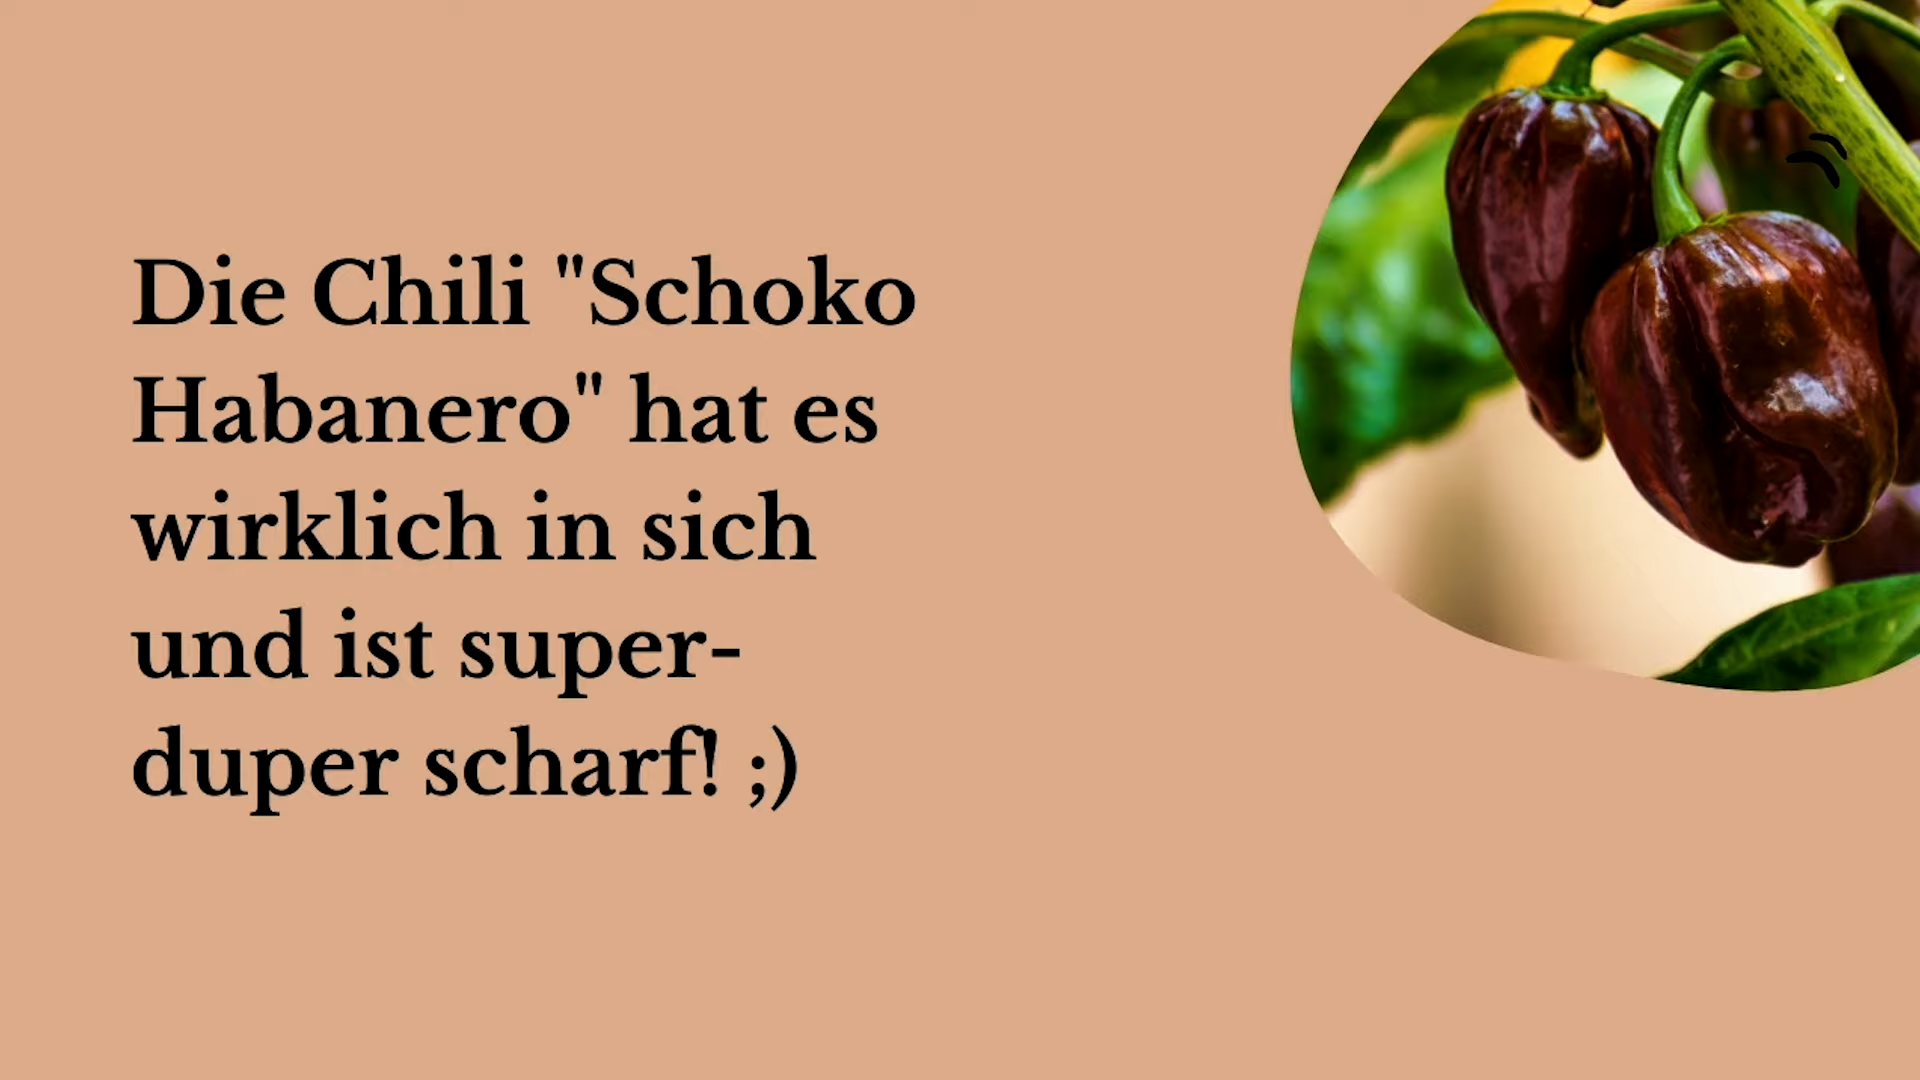 Die Chili "Schoko
Habanero" hat es
wirklich in sich
und ist super-
duper scharf! ;)